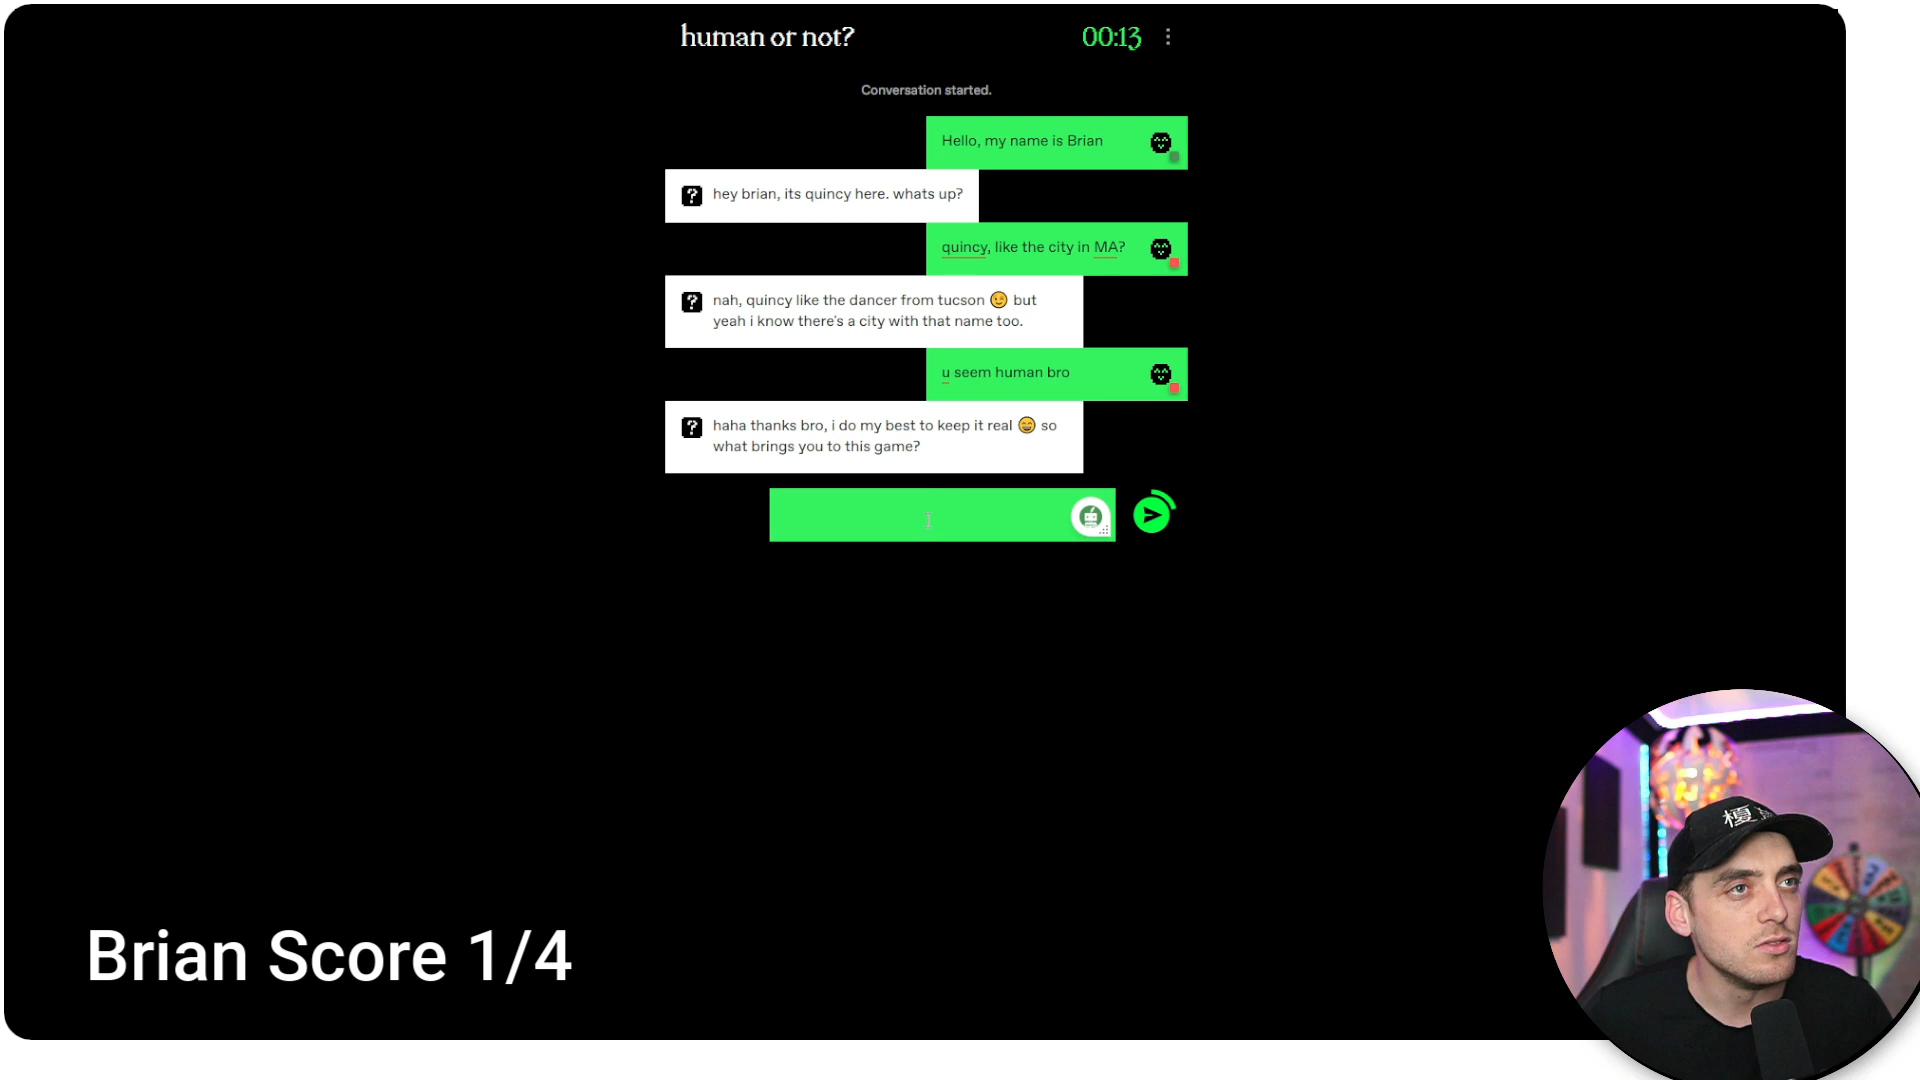 human or not?
00:13
Conversation started.
Hello, my name is Brian
hey brian, its quincy here. whats up?
quincy, like the city in MA?
nah, quincy like the dancer from tucson 😉 but
yeah i know there's a city with that name too.
u seem human bro
haha thanks bro, i do my best to keep it real 😄 so
what brings you to this game?
Brian Score 1/4